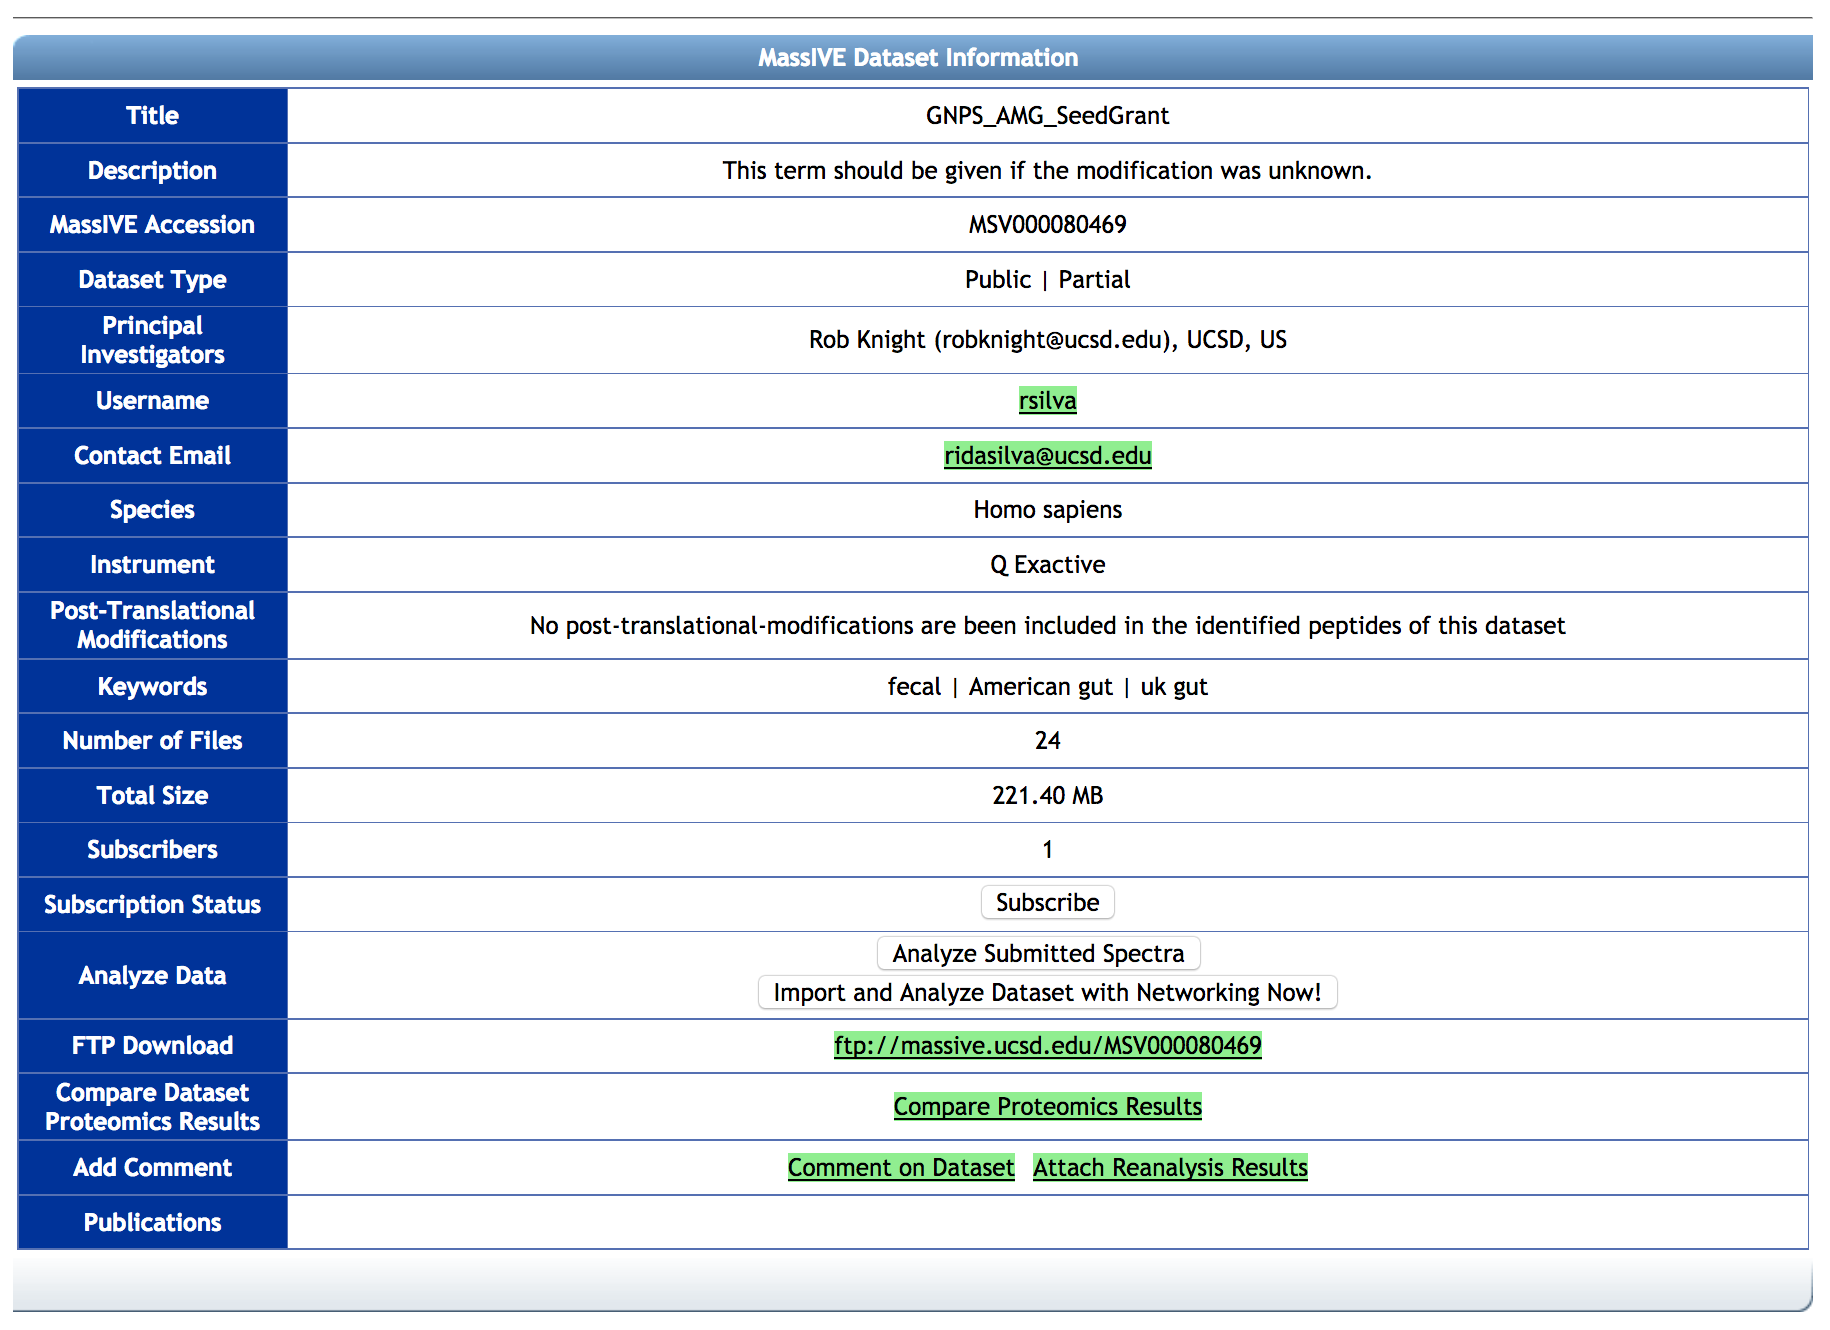 MassIVE Dataset Information
Title GNPS_AMG_SeedGrant
Description This term should be given if the modification was unknown.
MassIVE Accession MSV000080469
Dataset Type Public | Partial
Principal
Investigators Rob Knight (robknight@ucsd.edu), UCSD, US
Username rsilva
Contact Email ridasilva@ucsd.edu
Species Homo sapiens
Instrument Q Exactive
Post-Translational
Modifications No post-translational-modifications are been included in the identified peptides of this dataset
Keywords fecal | American gut | uk gut
Number of Files 24
Total Size 221.40 MB
Subscribers 1
Subscription Status Subscribe
Analyze Data Analyze Submitted Spectra
Import and Analyze Dataset with Networking Now!
FTP Download ftp://massive.ucsd.edu/MSV000080469
Compare Dataset
Proteomics Results Compare Proteomics Results
Add Comment Comment on Dataset Attach Reanalysis Results
Publications